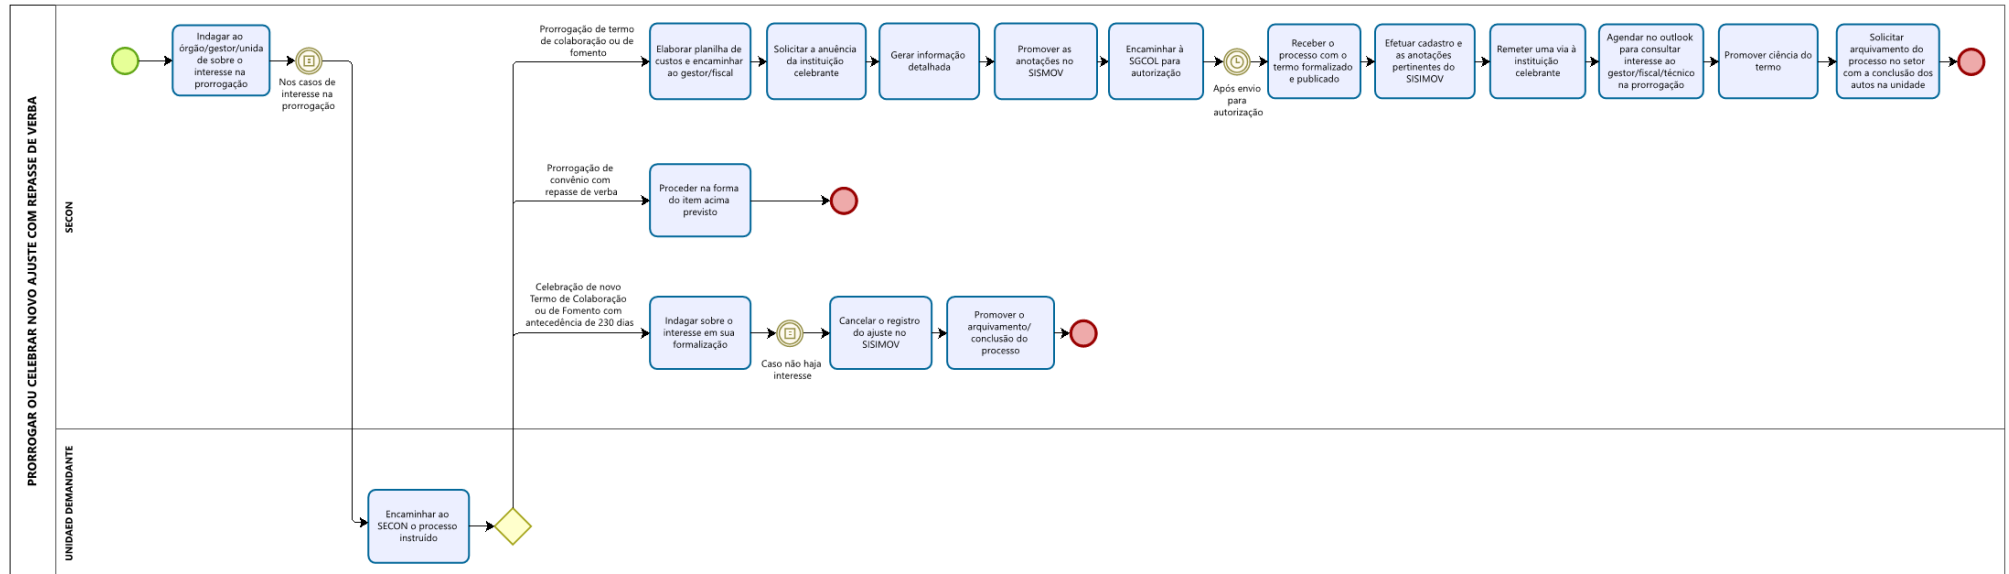 PRORROGAR OU CELEBRAR NOVO AJUSTE COM REPASSE DE VERBA
SECON
Indagar ao
órgão/gestor/unida
de sobre o
interesse na
prorrogação
Nos casos de
interesse na
prorrogação
Prorrogação de termo
de colaboração ou de
fomento
Elaborar planilha de
custos e encaminhar
ao gestor/fiscal
Solicitar a anuência
da instituição
celebrante
Gerar informação
detalhada
Promover as
anotações no
SISMOV
Encaminhar à
SGCOL para
autorização
Após envio
para
autorização
Receber o
processo com o
termo formalizado
e publicado
Efetuar cadastro e
as anotações
pertinentes do
SISIMOV
Remeter uma via à
instituição
celebrante
Agendar no outlook
para consultar
interesse ao
gestor/fiscal/técnico
na prorrogação
Promover ciência do
termo
Solicitar
arquivamento do
processo no setor
com a conclusão dos
autos na unidade
Prorrogação de
convênio com
repasse de verba
Proceder na forma
do item acima
previsto
Celebração de novo
Termo de Colaboração
ou de Fomento com
antecedência de 230 dias
Indagar sobre o
interesse em sua
formalização
Caso não haja
interesse
Cancelar o registro
do ajuste no
SISIMOV
Promover o
arquivamento/
conclusão do
processo
UNIDAED DEMANDANTE
Encaminhar ao
SECON o processo
instruído